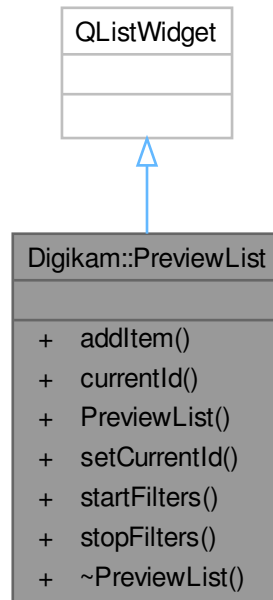 QListWidget
Digikam::PreviewList
+ addItem()
+ currentId()
+ PreviewList()
+ setCurrentId()
+ startFilters()
+ stopFilters()
+ ~PreviewList()